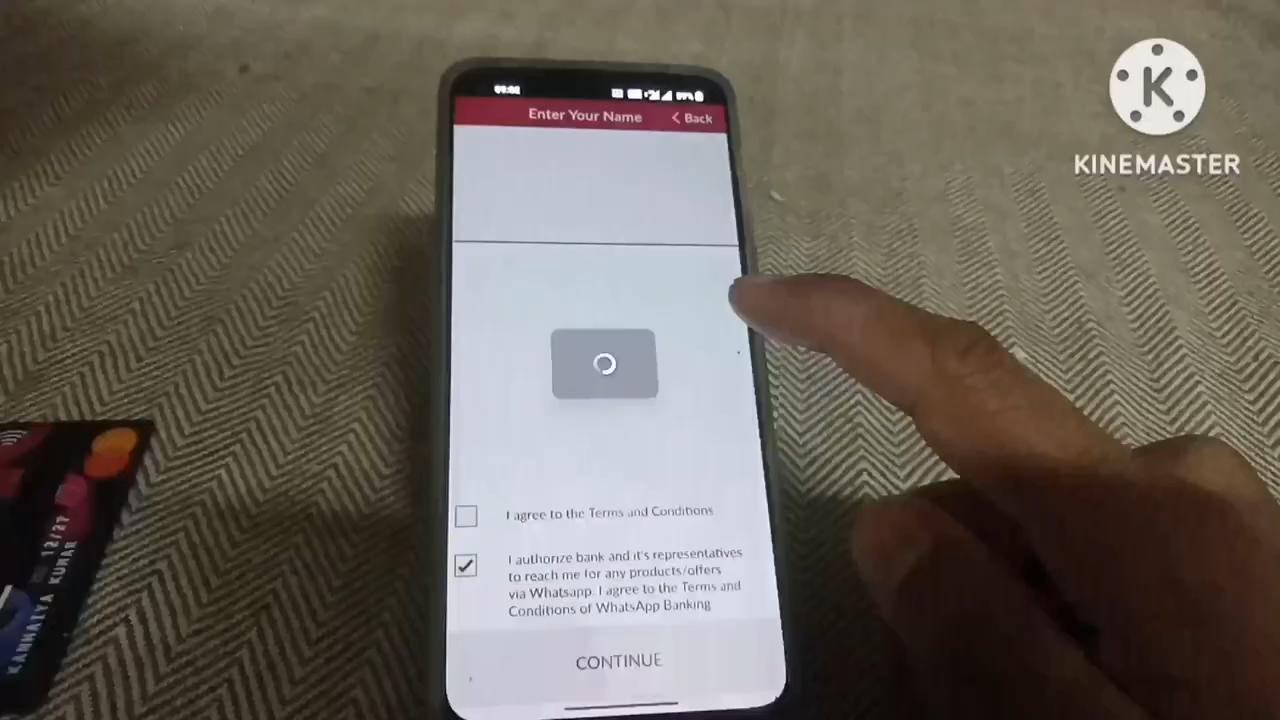 Enter Your Name
< Back
I agree to the Terms and Conditions
I authorize bank and it's representatives
to reach me for any products/offers
via Whatsapp. I agree to the Terms and
Conditions of WhatsApp Banking
CONTINUE
K
KINEMASTER
12/27
KANHAIYA KUMAR